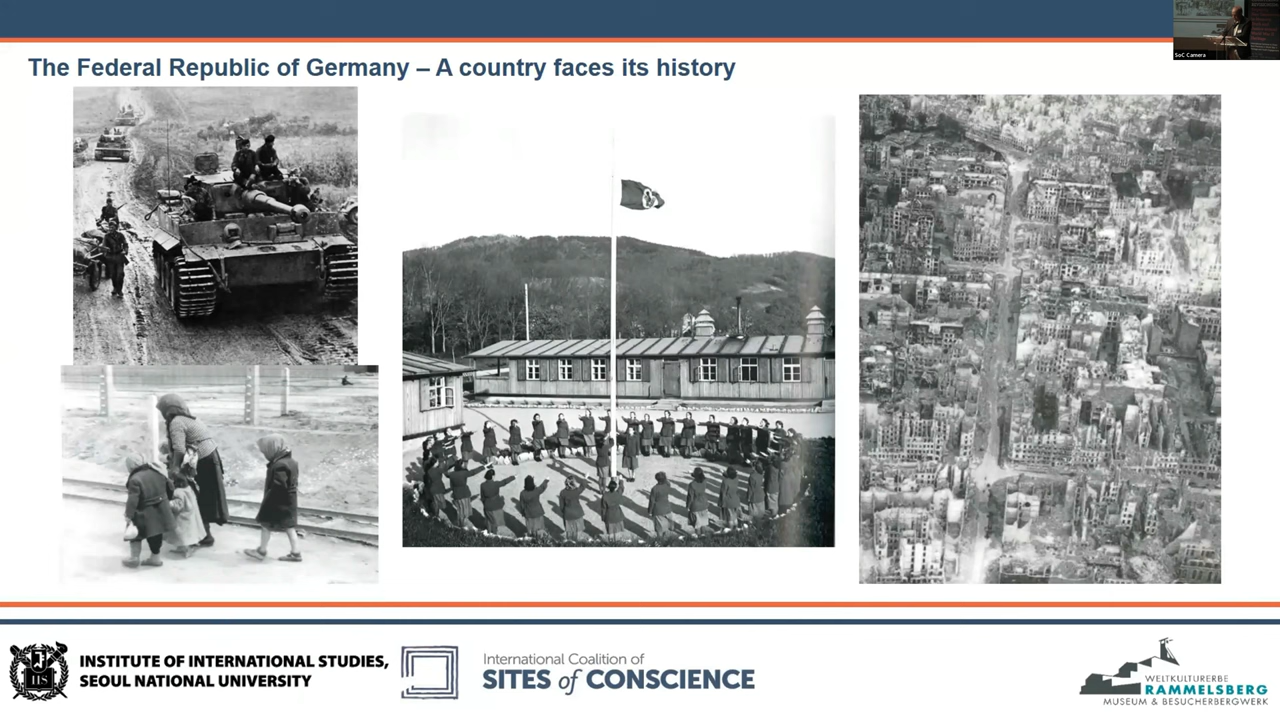 SoC Camera
The Federal Republic of Germany – A country faces its history
INSTITUTE OF INTERNATIONAL STUDIES,
SEOUL NATIONAL UNIVERSITY
International Coalition of
SITES of CONSCIENCE
WELTKULTURERBE
RAMMELSBERG
MUSEUM & BESUCHERBERGWERK